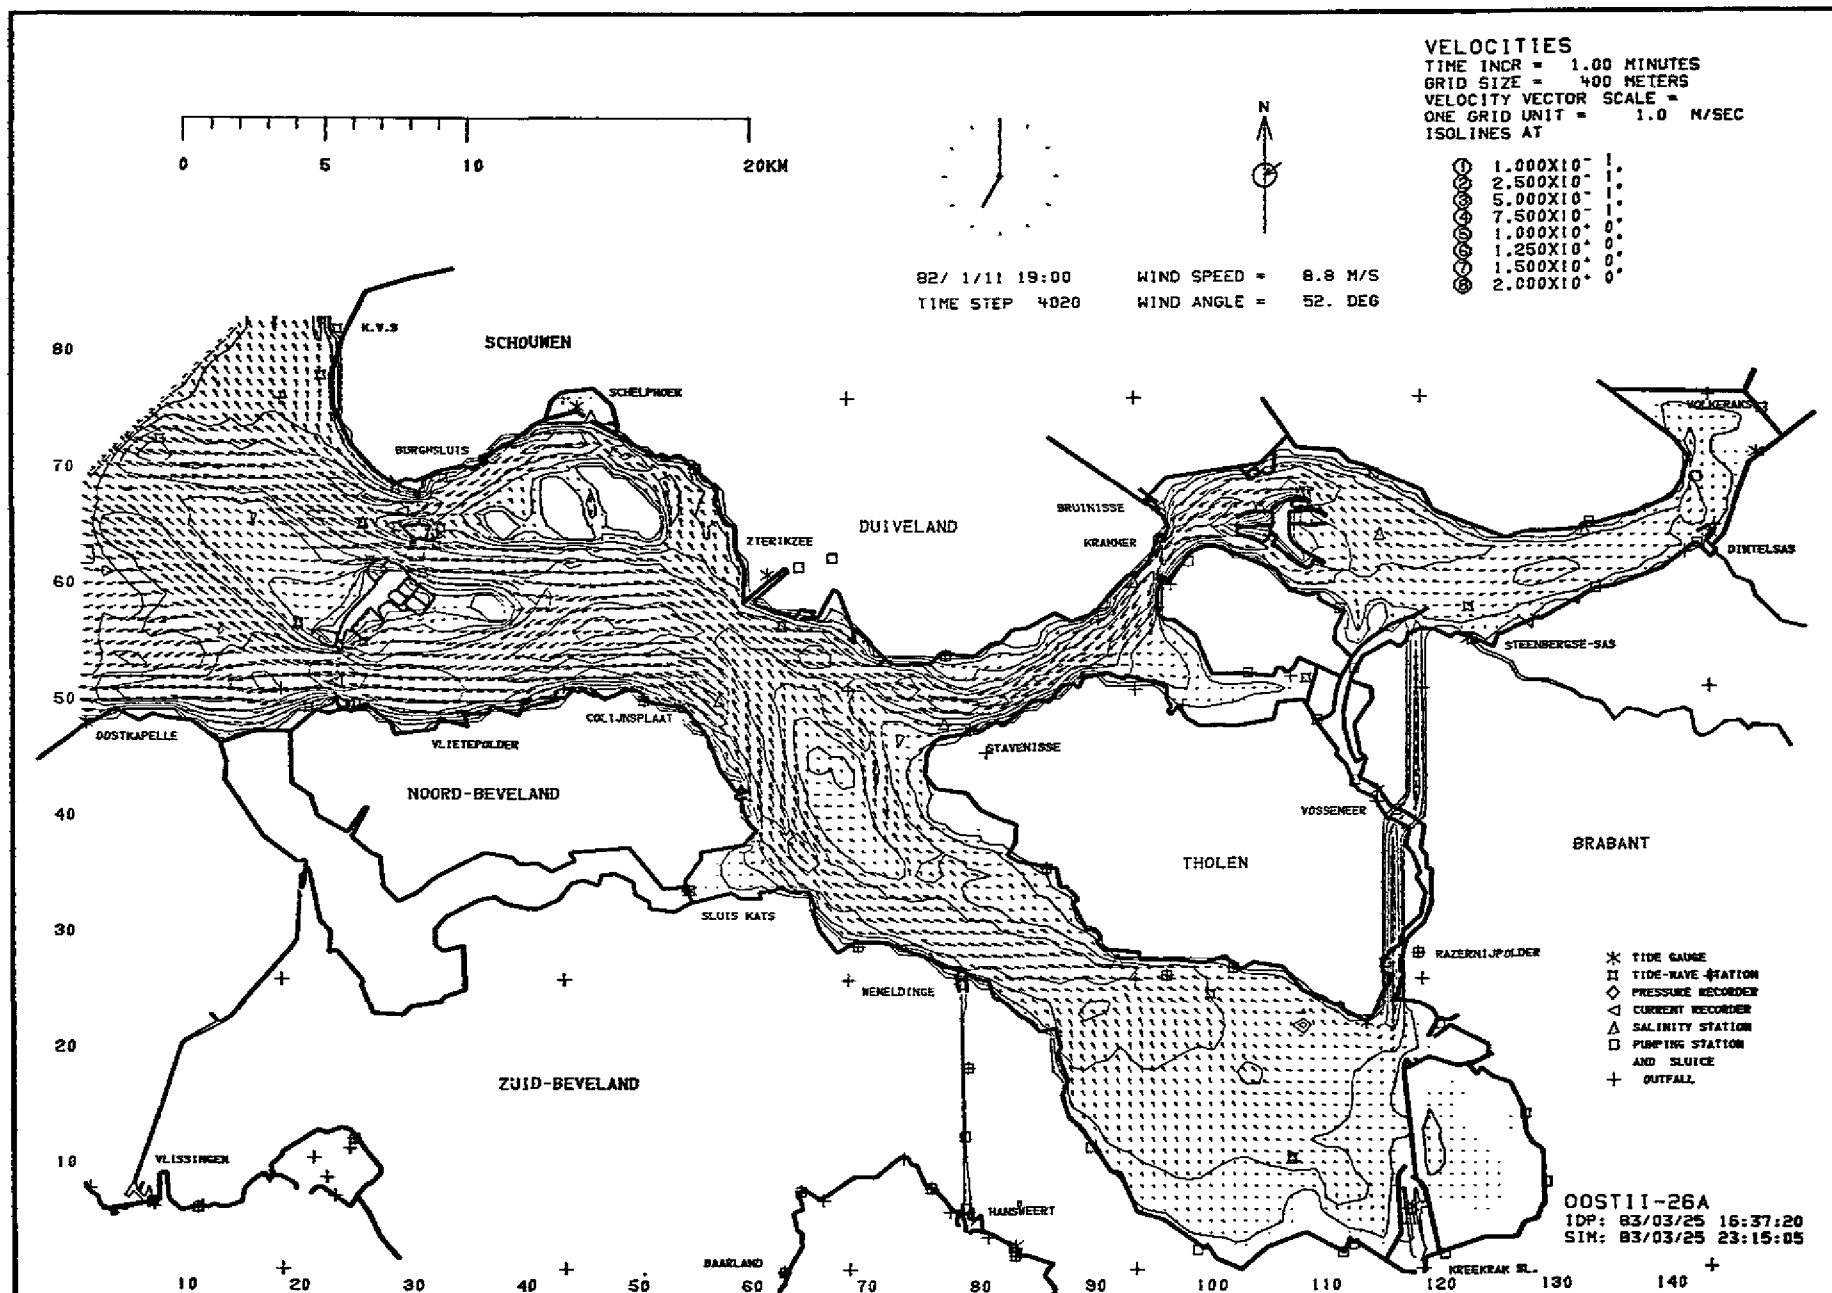 VELOCITIES
TIME INCR = 1.00 MINUTES
GRID SIZE = 400 METERS
VELOCITY VECTOR SCALE =
ONE GRID UNIT = 1.0 M/SEC
ISOLINES AT
① 1.000X10⁻ 1,
② 2.500X10⁻ 1,
③ 5.000X10⁻ 1,
④ 7.500X10⁻ 1,
⑤ 1.000X10⁺ 0,
⑥ 1.250X10⁺ 0,
⑦ 1.500X10⁺ 0,
⑧ 2.000X10⁺ 0
0 5 10 20KM
N
82/ 1/11 19:00 WIND SPEED = 8.8 M/S
TIME STEP 4020 WIND ANGLE = 52. DEG
K.V.S
SCHOUWEN
80
SCHELPHOEK
VOLKERAKS
BURGHSLUIS
70
BRUINISSE
DUIVELAND
ZIERIKZEE
KRAMMER
DINTELSAS
60
STEENBERGSE-SAS
50
OOSTKAPELLE
VLIETEPOLDER
COLIJNSPLAAT
STAVENISSE
NOORD-BEVELAND
VOSSEMEER
40
BRABANT
THOLEN
SLUIS KATS
30
RAZERNIJPOLDER
WEMELDINGE
TIDE GAUGE
TIDE-WAVE STATION
PRESSURE RECORDER
CURRENT RECORDER
SALINITY STATION
PUMPING STATION
AND SLUICE
OUTFALL
20
ZUID-BEVELAND
10
VLISSINGEN
HANSWEERT
BAARLAND
KREEKRAK SL.
OOSTII-26A
IDP: 83/03/25 16:37:20
SIM: 83/03/25 23:15:05
10 20 30 40 50. 60 70 80 90 100 110 120 130 140